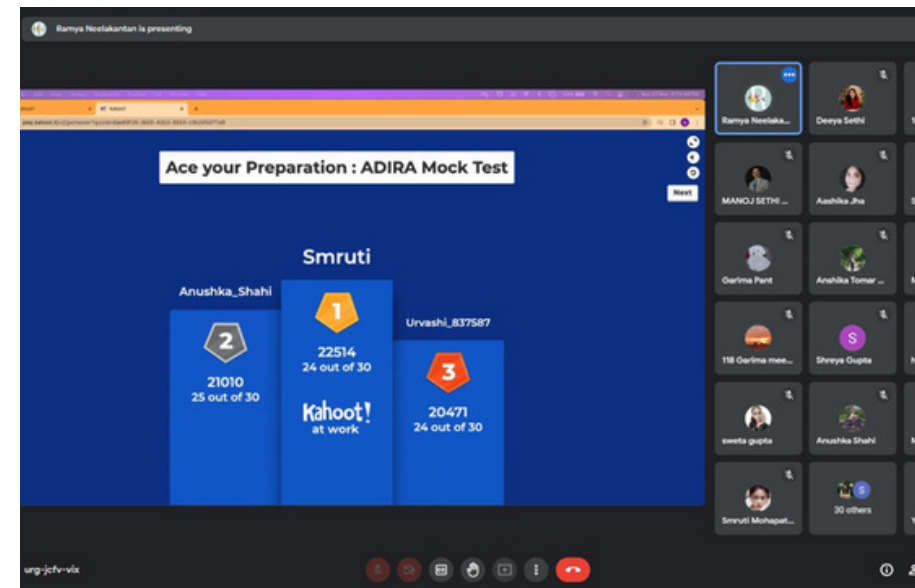 Ramya Neelakantan is presenting
Kahoot!
Ace your Preparation : ADIRA Mock Test
Next
Smruti
Anushka_Shahi
Urvashi_837587
1
2
3
22514
24 out of 30
21010
25 out of 30
20471
24 out of 30
Kahoot!
at work
Ramya Neelaka...
Deeya Sethi
MANOJ SETHI ...
Aashika Jha
Garima Pant
Anshika Tomar ...
118 Garima mee...
S
Shreya Gupta
sweta gupta
Anushka Shahi
Smruti Mohapat...
S
30 others
urg-jcfv-vix